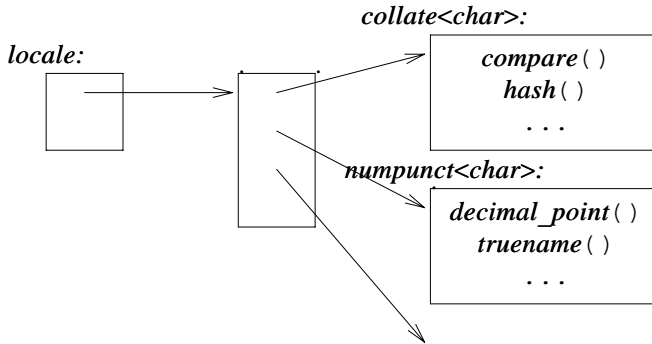 collate<char>:
locale:
compare()
hash()
. . .
numpunct<char>:
decimal_point()
truename()
. . .